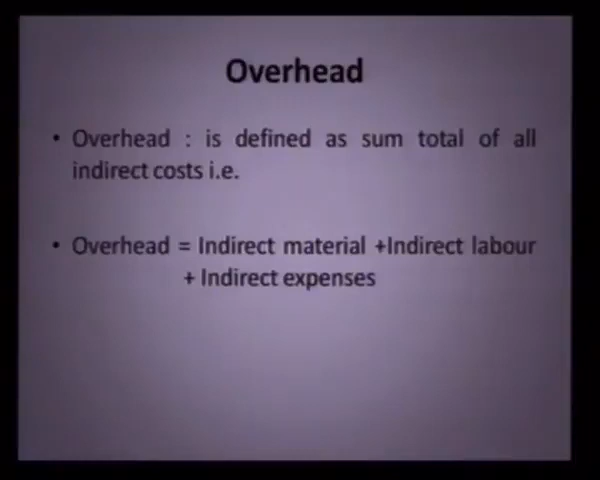 Overhead
• Overhead : is defined as sum total of all
indirect costs i.e.
• Overhead = Indirect material +Indirect labour
+ Indirect expenses